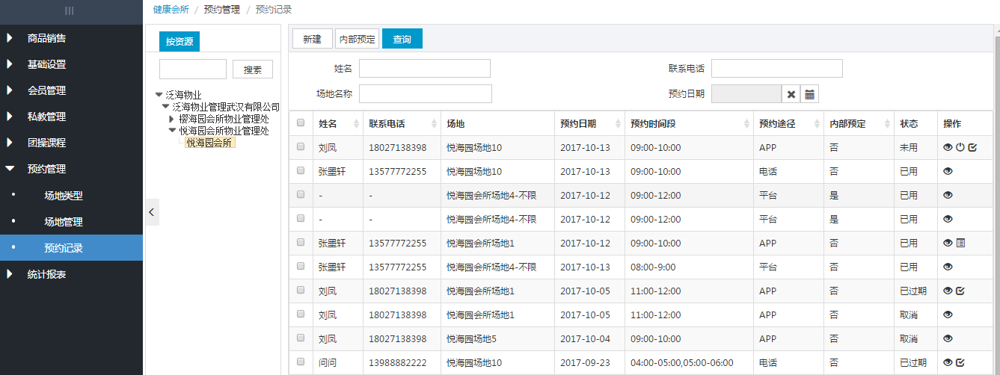 健康会所 / 预约管理 / 预约记录
商品销售
基础设置
会员管理
私教管理
团操课程
预约管理
场地类型
场地管理
预约记录
统计报表
按资源
搜索
泛海物业
泛海物业管理武汉有限公司
樱海园会所物业管理处
悦海园会所物业管理处
悦海园会所
新建 内部预定 查询
姓名 联系电话
场地名称 预约日期
姓名 联系电话 场地 预约日期 预约时间段 预约途径 内部预定 状态 操作
刘凤 18027138398 悦海园场地10 2017-10-13 09:00-10:00 APP 否 未用
张墨轩 13577772255 悦海园场地10 2017-10-13 09:00-10:00 电话 否 已用
- - 悦海园会所场地4-不限 2017-10-12 09:00-12:00 平台 是 已用
- - 悦海园会所场地4-不限 2017-10-12 09:00-12:00 平台 是 已用
张墨轩 13577772255 悦海园会所场地1 2017-10-12 09:00-10:00 APP 否 已用
张墨轩 13577772255 悦海园会所场地4-不限 2017-10-13 08:00-9:00 平台 否 已用
刘凤 18027138398 悦海园会所场地1 2017-10-05 11:00-12:00 APP 否 已过期
刘凤 18027138398 悦海园会所场地1 2017-10-05 11:00-12:00 APP 否 取消
刘凤 18027138398 悦海园场地5 2017-10-04 09:00-10:00 APP 否 取消
问问 13988882222 悦海园场地10 2017-09-23 04:00-05:00,05:00-06:00 电话 否 已过期